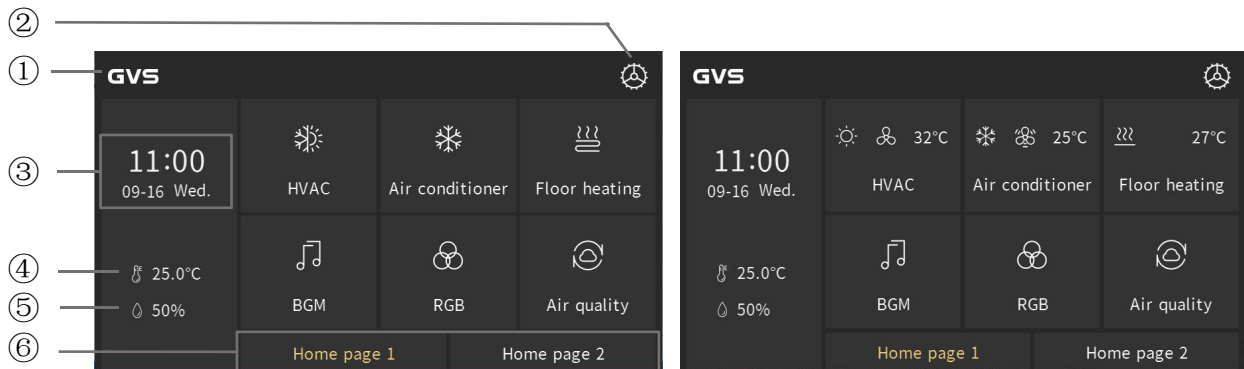 ②
① GVS
GVS
32°C 25°C 27°C
③ 11:00
09-16 Wed.
HVAC Air conditioner Floor heating
11:00
09-16 Wed.
HVAC Air conditioner Floor heating
④ 25.0°C
⑤ 50%
BGM RGB Air quality
25.0°C
50%
BGM RGB Air quality
⑥ Home page 1 Home page 2
Home page 1 Home page 2